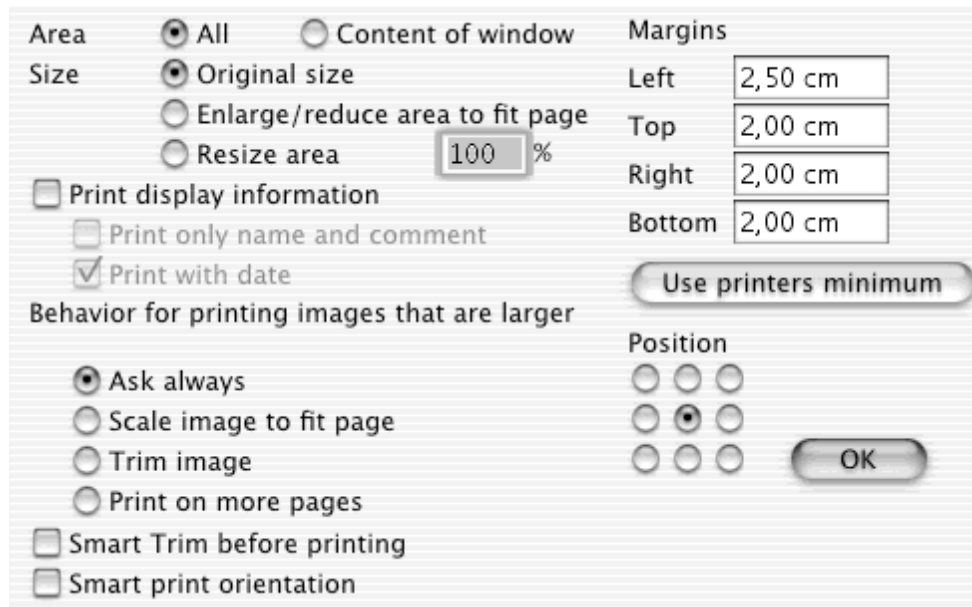 Area All Content of window
Size Original size
Enlarge/reduce area to fit page
Resize area 100 %
Print display information
Print only name and comment
Print with date
Behavior for printing images that are larger
Ask always
Scale image to fit page
Trim image
Print on more pages
Smart Trim before printing
Smart print orientation
Margins
Left 2,50 cm
Top 2,00 cm
Right 2,00 cm
Bottom 2,00 cm
Use printers minimum
Position
OK